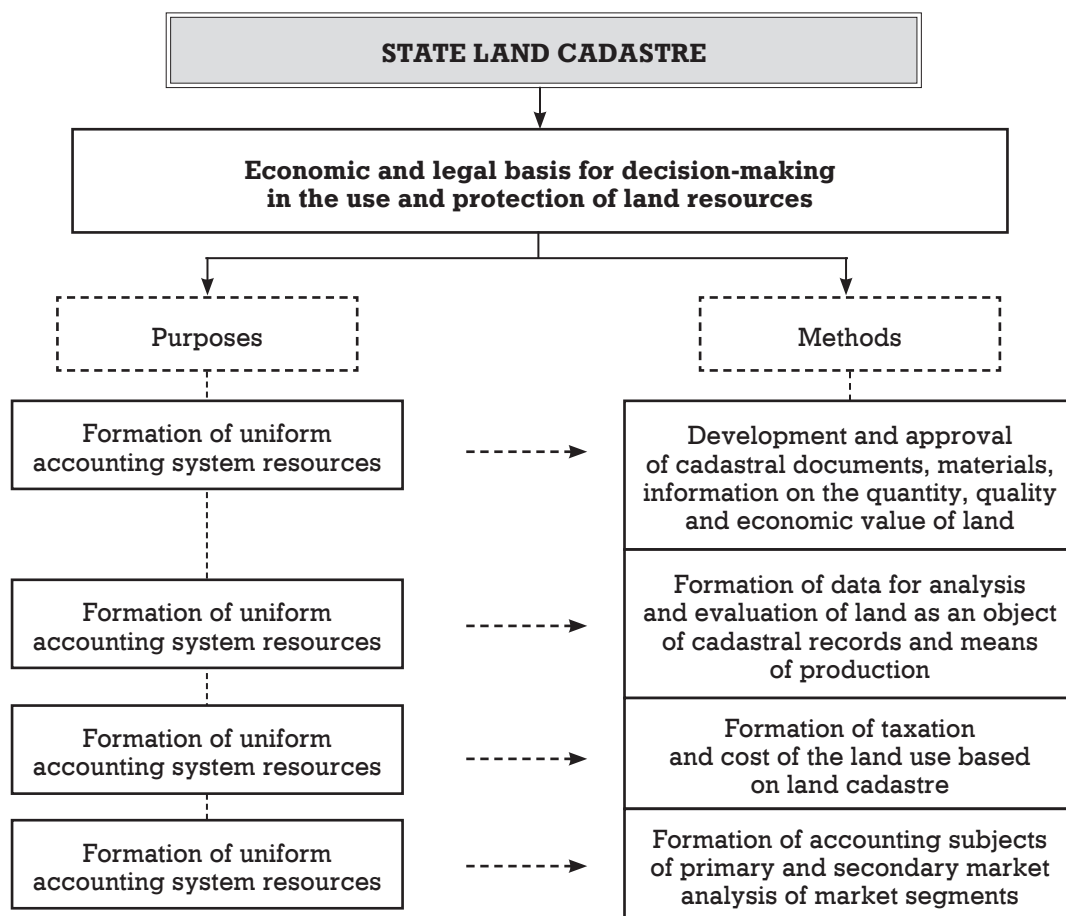 STATE LAND CADASTRE
Economic and legal basis for decision-making
in the use and protection of land resources
Purposes
Methods
Formation of uniform
accounting system resources
Development and approval
of cadastral documents, materials,
information on the quantity, quality
and economic value of land
Formation of uniform
accounting system resources
Formation of data for analysis
and evaluation of land as an object
of cadastral records and means
of production
Formation of uniform
accounting system resources
Formation of taxation
and cost of the land use based
on land cadastre
Formation of uniform
accounting system resources
Formation of accounting subjects
of primary and secondary market
analysis of market segments